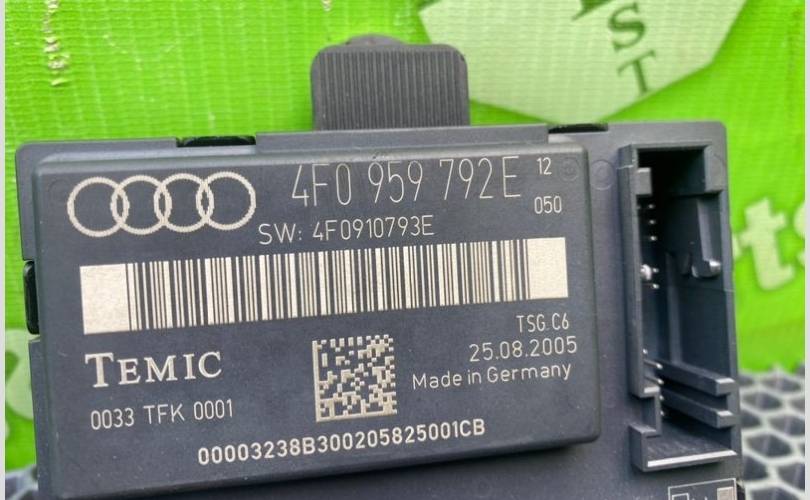 ST
4F0 959 792E 12
050
SW: 4F0910793E
TSG.C6
25.08.2005
Made in Germany
TEMIC
0033 TFK 0001
00003238B300205825001CB